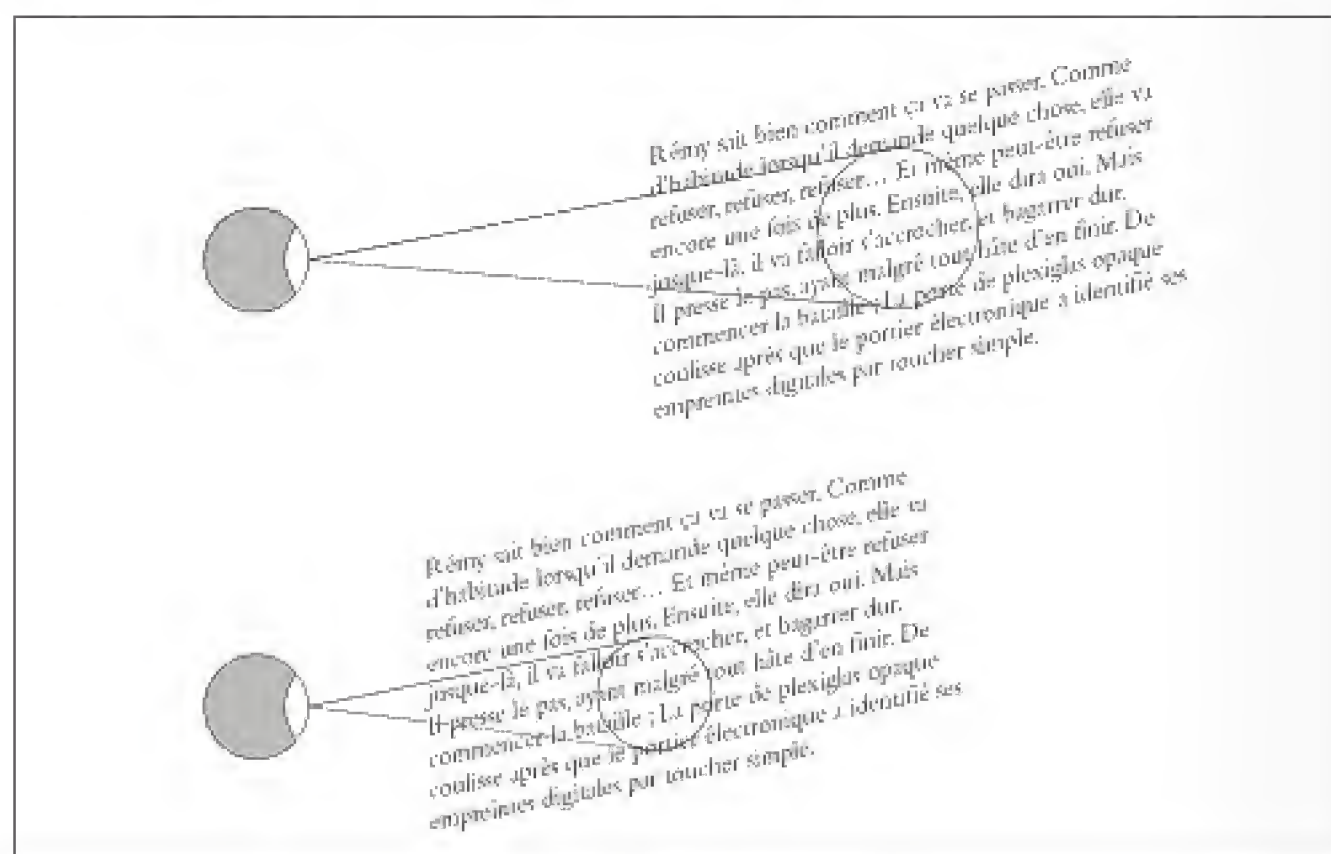 Rémy sait bien comment ça va se passer. Comme
d'habitude lorsqu'il demande quelque chose, elle va
refuser, refuser, refuser… Et même peut-être refuser
encore une fois de plus. Ensuite, elle dira oui. Mais
jusque-là, il va falloir s'accrocher, et bagarrer dur.
Il presse le pas, ayant malgré tout hâte d'en finir. De
commencer la bataille ; La porte de plexiglas opaque
coulisse après que le portier électronique a identifié ses
empreintes digitales par toucher simple.
Rémy sait bien comment ça va se passer. Comme
d'habitude lorsqu'il demande quelque chose, elle va
refuser, refuser, refuser… Et même peut-être refuser
encore une fois de plus. Ensuite, elle dira oui. Mais
jusque-là, il va falloir s'accrocher, et bagarrer dur.
Il presse le pas, ayant malgré tout hâte d'en finir. De
commencer la bataille ; La porte de plexiglas opaque
coulisse après que le portier électronique a identifié ses
empreintes digitales par toucher simple.